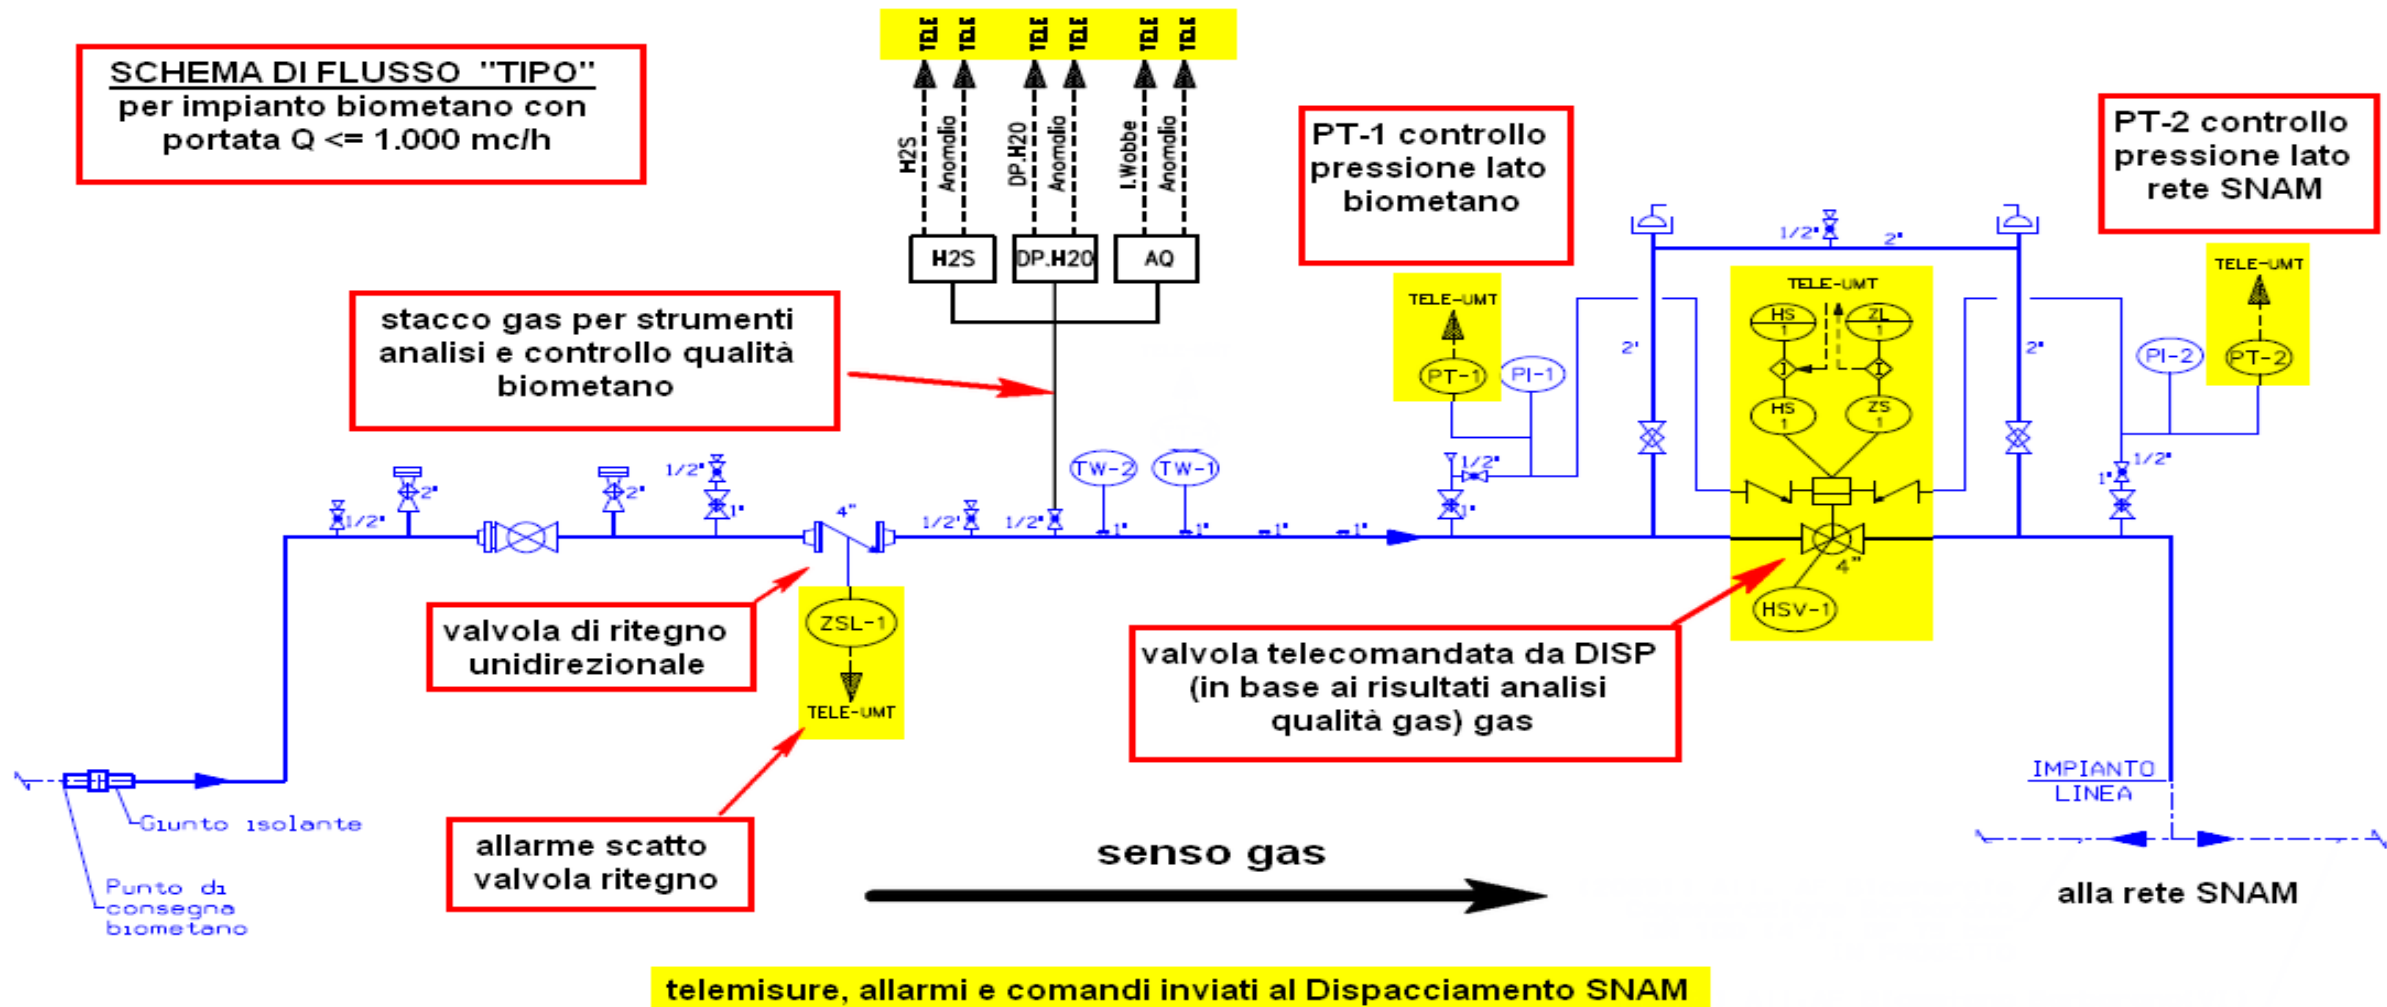 SCHEMA DI FLUSSO "TIPO"
per impianto biometano con
portata Q <= 1.000 mc/h
TELE
TELE
TELE
TELE
TELE
TELE
H2S
Anomalia
DP.H2O
Anomalia
I.Wobbe
Anomalia
H2S
DP.H2O
AQ
PT-1 controllo
pressione lato
biometano
PT-2 controllo
pressione lato
rete SNAM
stacco gas per strumenti
analisi e controllo qualità
biometano
TELE-UMT
PT-1
PI-1
1/2"
2"
2"
2"
TELE-UMT
HS
1
ZL
1
I
I
HS
1
ZS
1
TELE-UMT
PI-2
PT-2
1/2"
2"
2"
1/2"
1"
4"
1/2"
1/2"
TW-2
TW-1
1"
1"
1"
1"
1/2"
1"
1/2"
1"
4"
HSV-1
ZSL-1
TELE-UMT
valvola di ritegno
unidirezionale
valvola telecomandata da DISP
(in base ai risultati analisi
qualità gas) gas
allarme scatto
valvola ritegno
Giunto isolante
Punto di
consegna
biometano
senso gas
IMPIANTO
LINEA
alla rete SNAM
telemisure, allarmi e comandi inviati al Dispacciamento SNAM